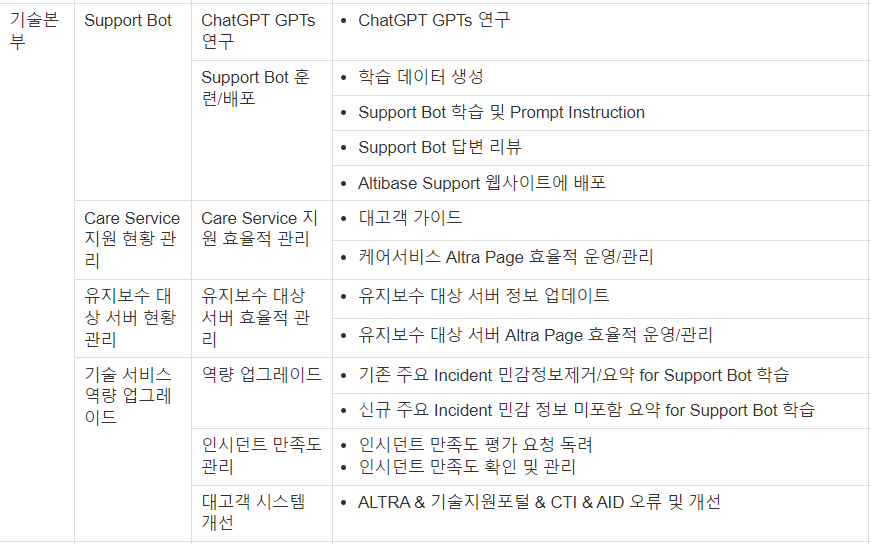 기술본
부
Support Bot
ChatGPT GPTs
연구
• ChatGPT GPTs 연구
Support Bot 훈
련/배포
• 학습 데이터 생성
• Support Bot 학습 및 Prompt Instruction
• Support Bot 답변 리뷰
• Altibase Support 웹사이트에 배포
Care Service
지원 현황 관
리
Care Service 지
원 효율적 관리
• 대고객 가이드
• 케어서비스 Altra Page 효율적 운영/관리
유지보수 대
상 서버 현황
관리
유지보수 대상
서버 효율적 관
리
• 유지보수 대상 서버 정보 업데이트
• 유지보수 대상 서버 Altra Page 효율적 운영/관리
기술 서비스
역량 업그레
이드
역량 업그레이드
• 기존 주요 Incident 민감정보제거/요약 for Support Bot 학습
• 신규 주요 Incident 민감 정보 미포함 요약 for Support Bot 학습
인시던트 만족도
관리
• 인시던트 만족도 평가 요청 독려
• 인시던트 만족도 확인 및 관리
대고객 시스템
개선
• ALTRA & 기술지원포털 & CTI & AID 오류 및 개선